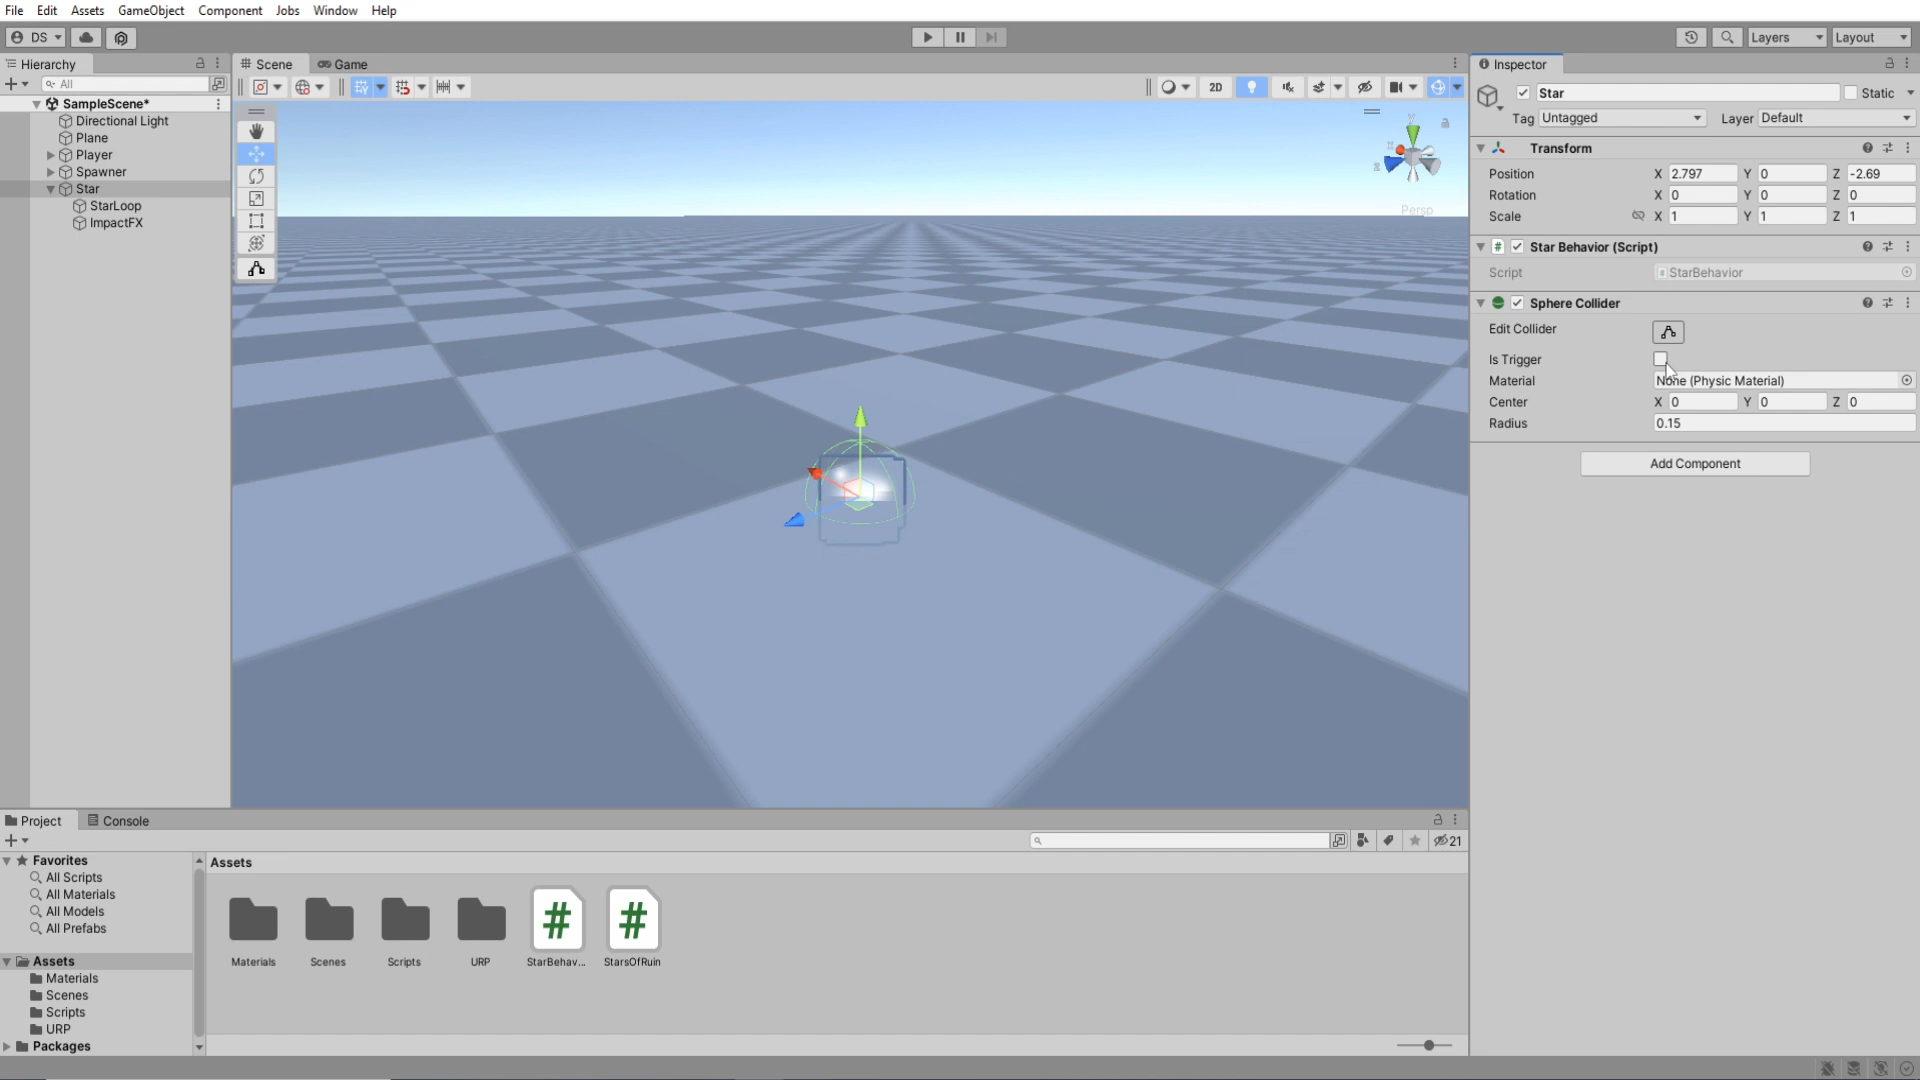 File Edit Assets GameObject Component Jobs Window Help
DS Layers Layout
Hierarchy
All
SampleScene*
Directional Light
Plane
Player
Spawner
Star
StarLoop
ImpactFX
Scene Game
2D
y
x
z
Persp
Inspector
Star Static
Tag Untagged Layer Default
Transform
Position X 2.797 Y 0 Z -2.69
Rotation X 0 Y 0 Z 0
Scale X 1 Y 1 Z 1
# Star Behavior (Script)
Script StarBehavior
Sphere Collider
Edit Collider
Is Trigger
Material None (Physic Material)
Center X 0 Y 0 Z 0
Radius 0.15
Add Component
Project Console
21
Favorites
All Scripts
All Materials
All Models
All Prefabs
Assets
Materials
Scenes
Scripts
URP
Packages
Assets
# #
Materials Scenes Scripts URP StarBehav... StarsOfRuin